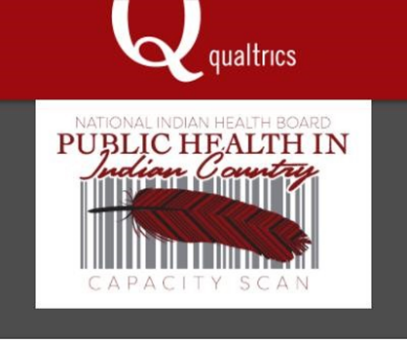 Q qualtrics
NATIONAL INDIAN HEALTH BOARD
PUBLIC HEALTH IN
Indian Country
CAPACITY SCAN